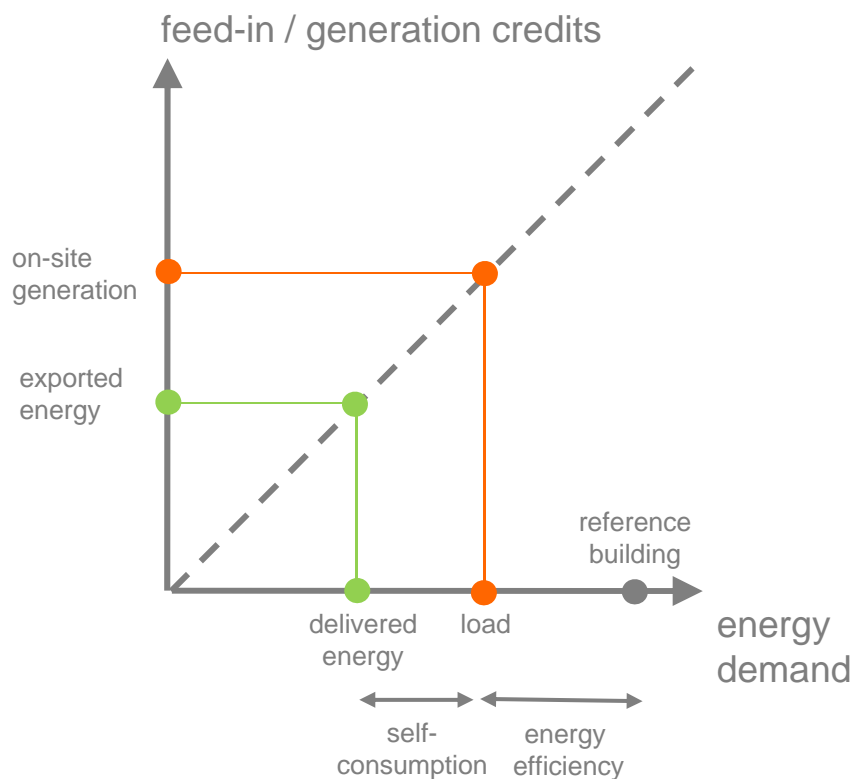 feed-in / generation credits
on-site
generation
exported
energy
reference
building
delivered
energy
load
energy
demand
self-
consumption
energy
efficiency